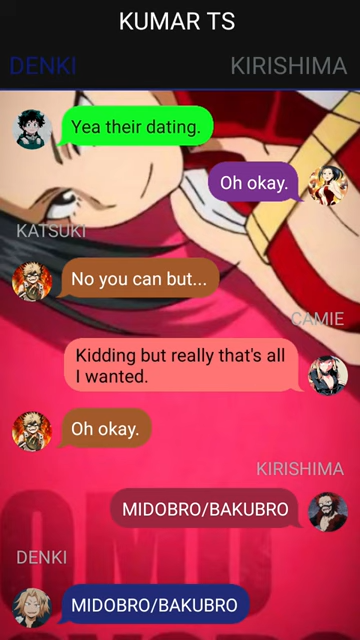 KUMAR TS
DENKI
KIRISHIMA
Yea their dating.
Oh okay.
KATSUKI
No you can but...
CAMIE
Kidding but really that's all
I wanted.
Oh okay.
KIRISHIMA
MIDOBRO/BAKUBRO
DENKI
MIDOBRO/BAKUBRO